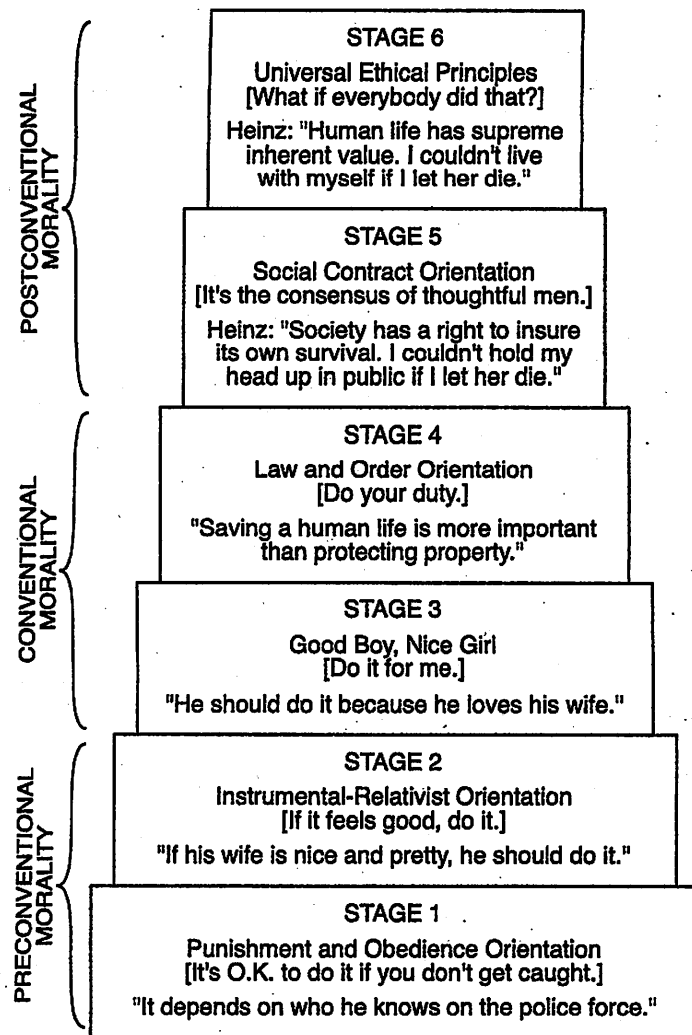 STAGE 6
Universal Ethical Principles
[What if everybody did that?]
Heinz: "Human life has supreme
inherent value. I couldn't live
with myself if I let her die."
STAGE 5
Social Contract Orientation
[It's the consensus of thoughtful men.]
Heinz: "Society has a right to insure
its own survival. I couldn't hold my
head up in public if I let her die."
POSTCONVENTIONAL
MORALITY
STAGE 4
Law and Order Orientation
[Do your duty.]
"Saving a human life is more important
than protecting property."
STAGE 3
Good Boy, Nice Girl
[Do it for me.]
"He should do it because he loves his wife."
CONVENTIONAL
MORALITY
STAGE 2
Instrumental-Relativist Orientation
[If it feels good, do it.]
"If his wife is nice and pretty, he should do it."
STAGE 1
Punishment and Obedience Orientation
[It's O.K. to do it if you don't get caught.]
"It depends on who he knows on the police force."
PRECONVENTIONAL
MORALITY